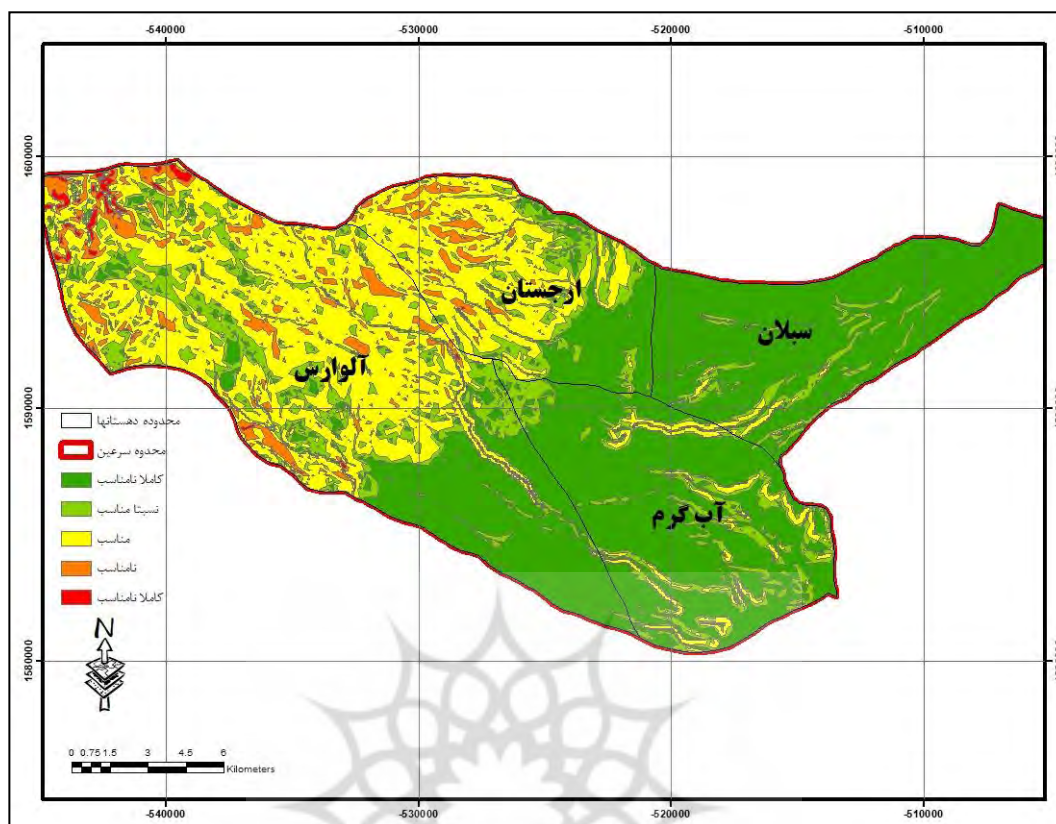 -540000 -530000 -520000 -510000
1600000
ارجستان
سبلان
آلوارس
1590000
محدوده دهستانها
محدوه سرعین
کاملا نامناسب
نسبتا مناسب
آب گرم
مناسب
نامناسب
کاملا نامناسب
N
1580000
0 0.75 1.5 3 4.5 6
Kilometers
-540000 -530000 -520000 -510000